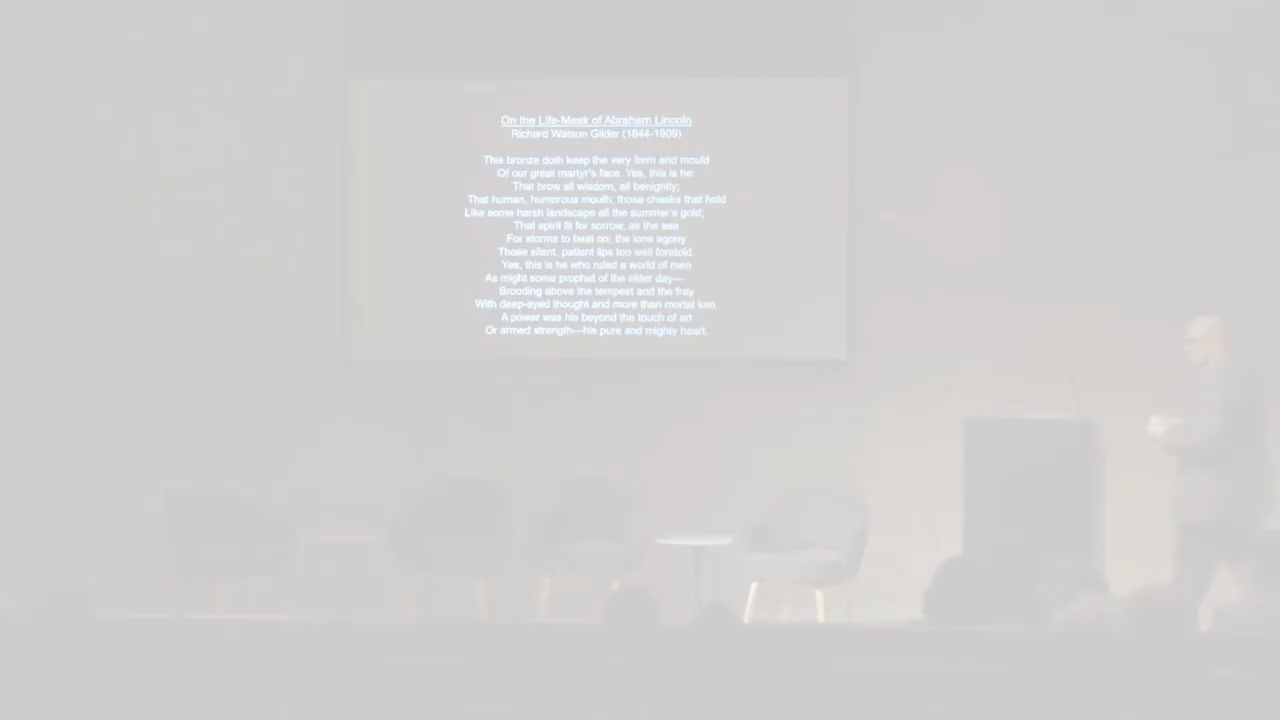 On the Life-Mask of Abraham Lincoln
Richard Watson Gilder (1844-1909)
This bronze doth keep the very form and mould
Of our great martyr's face. Yes, this is he:
That brow all wisdom, all benignity;
That human, humorous mouth; those cheeks that hold
Like some harsh landscape all the summer's gold;
That spirit fit for sorrow, as the sea
For storms to beat on; the lone agony
Those silent, patient lips too well foretold.
Yes, this is he who ruled a world of men
As might some prophet of the elder day—
Brooding above the tempest and the fray
With deep-eyed thought and more than mortal ken.
A power was his beyond the touch of art
Or armed strength—his pure and mighty heart.